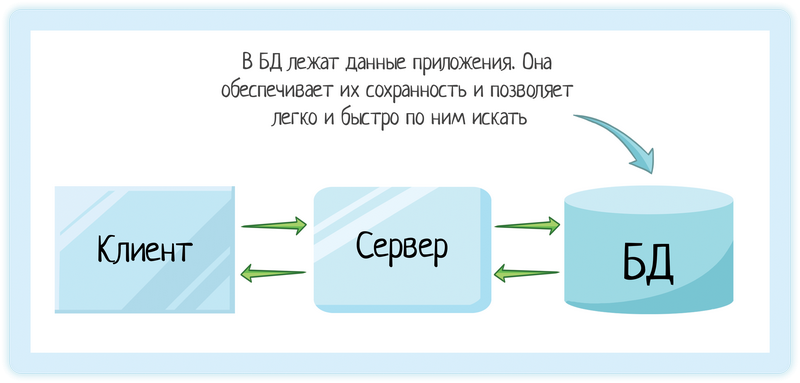 В БД лежат данные приложения. Она
обеспечивает их сохранность и позволяет
легко и быстро по ним искать
Клиент
Сервер
БД